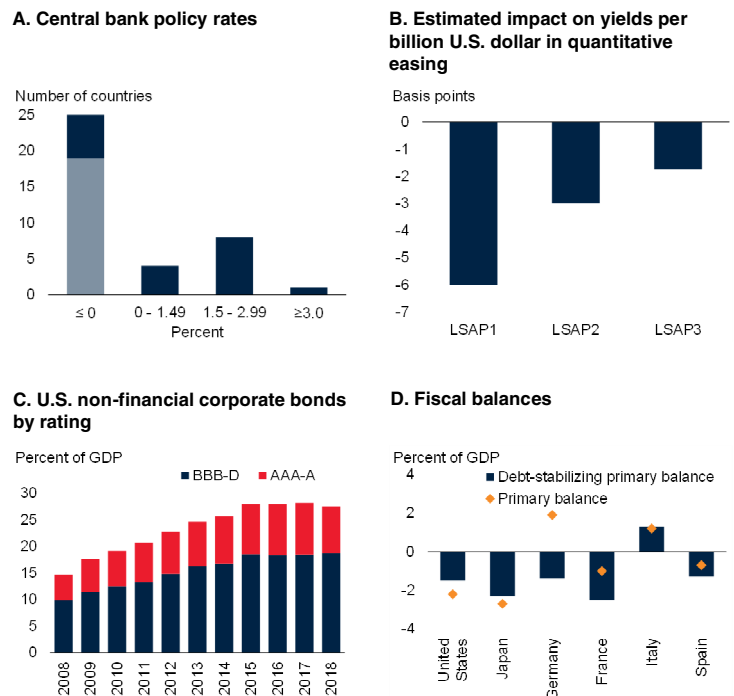 A. Central bank policy rates
Number of countries
25
20
15
10
5
0
≤ 0
0 - 1.49
1.5 - 2.99
≥3.0
Percent
B. Estimated impact on yields per
billion U.S. dollar in quantitative
easing
Basis points
0
-1
-2
-3
-4
-5
-6
-7
LSAP1
LSAP2
LSAP3
C. U.S. non-financial corporate bonds
by rating
Percent of GDP
BBB-D
AAA-A
30
25
20
15
10
5
0
2008
2009
2010
2011
2012
2013
2014
2015
2016
2017
2018
D. Fiscal balances
Percent of GDP
Debt-stabilizing primary balance
Primary balance
4
2
0
-2
-4
United
States
Japan
Germany
France
Italy
Spain